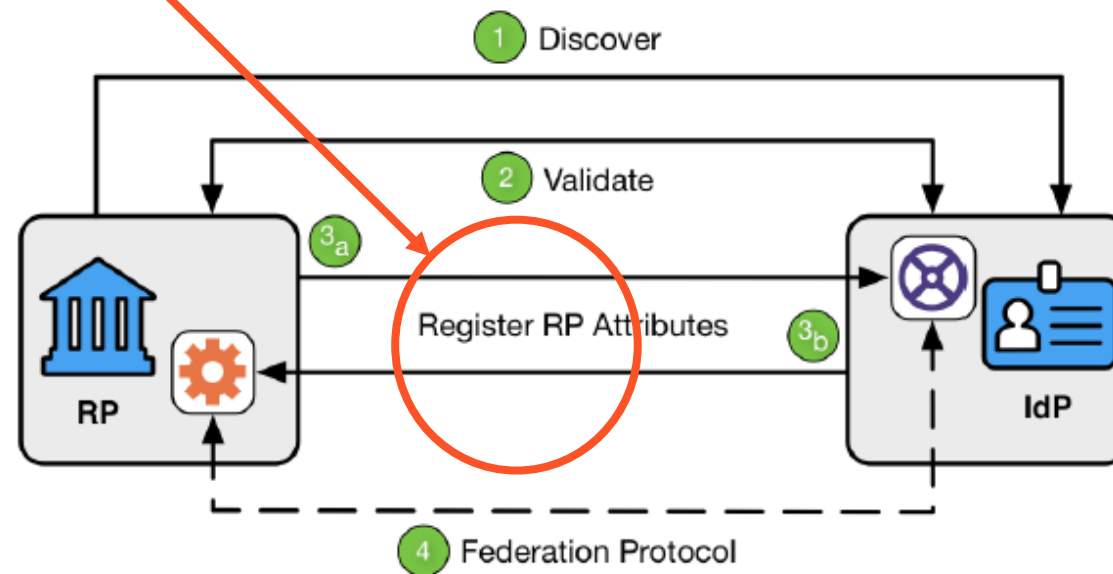 1 Discover
2 Validate
3a
Register RP Attributes
3b
RP
IdP
4 Federation Protocol